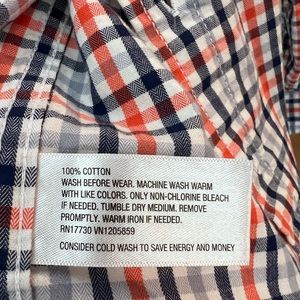 100% COTTON
WASH BEFORE WEAR. MACHINE WASH WARM
WITH LIKE COLORS. ONLY NON-CHLORINE BLEACH
IF NEEDED. TUMBLE DRY MEDIUM. REMOVE
PROMPTLY. WARM IRON IF NEEDED.
RN17730 VN1205859
CONSIDER COLD WASH TO SAVE ENERGY AND MONEY